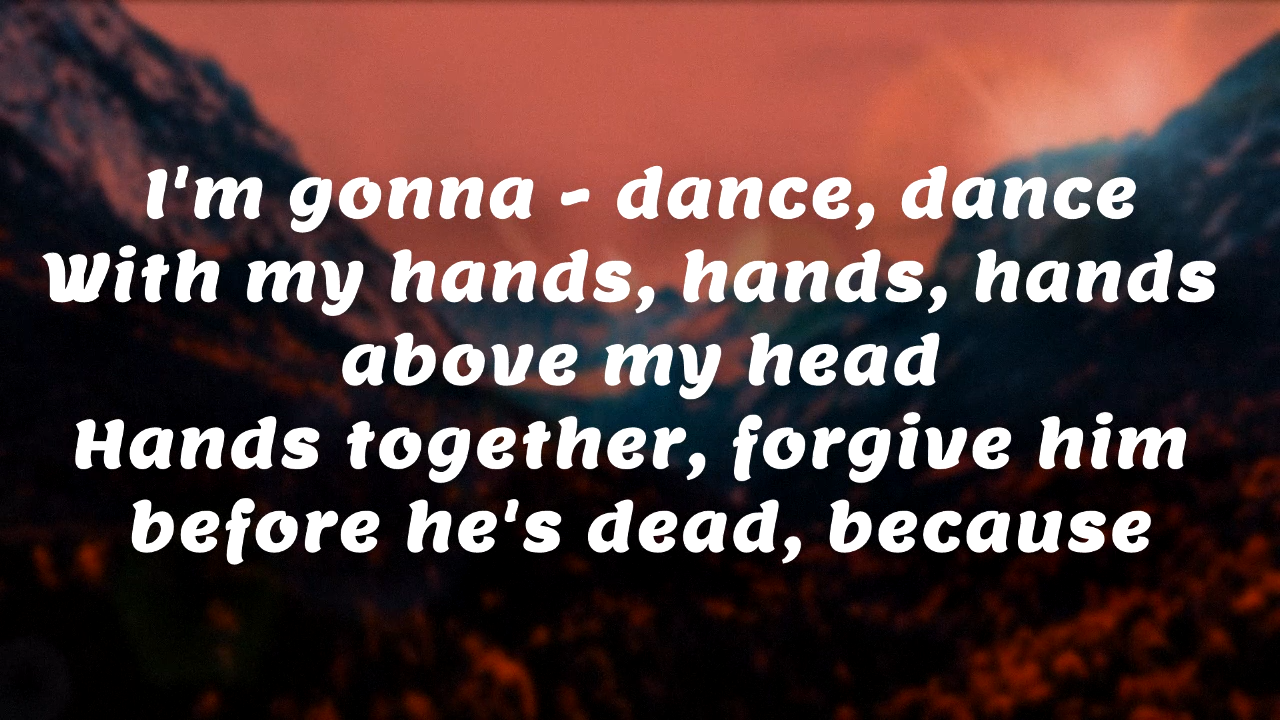 I'm gonna - dance, dance
With my hands, hands, hands
above my head
Hands together, forgive him
before he's dead, because